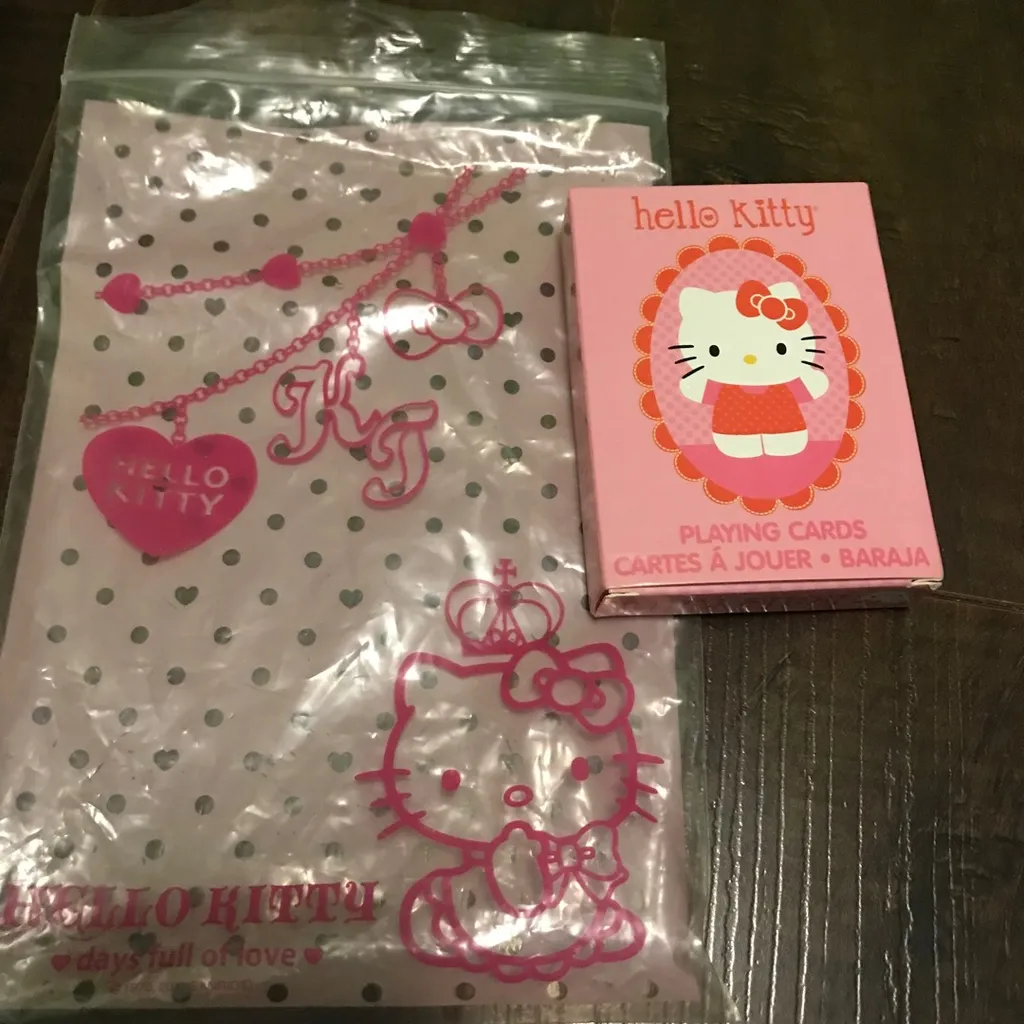 HELLO
KITTY
KT
HELLO KITTY
days full of love
hello kitty
PLAYING CARDS
CARTES Á JOUER • BARAJA